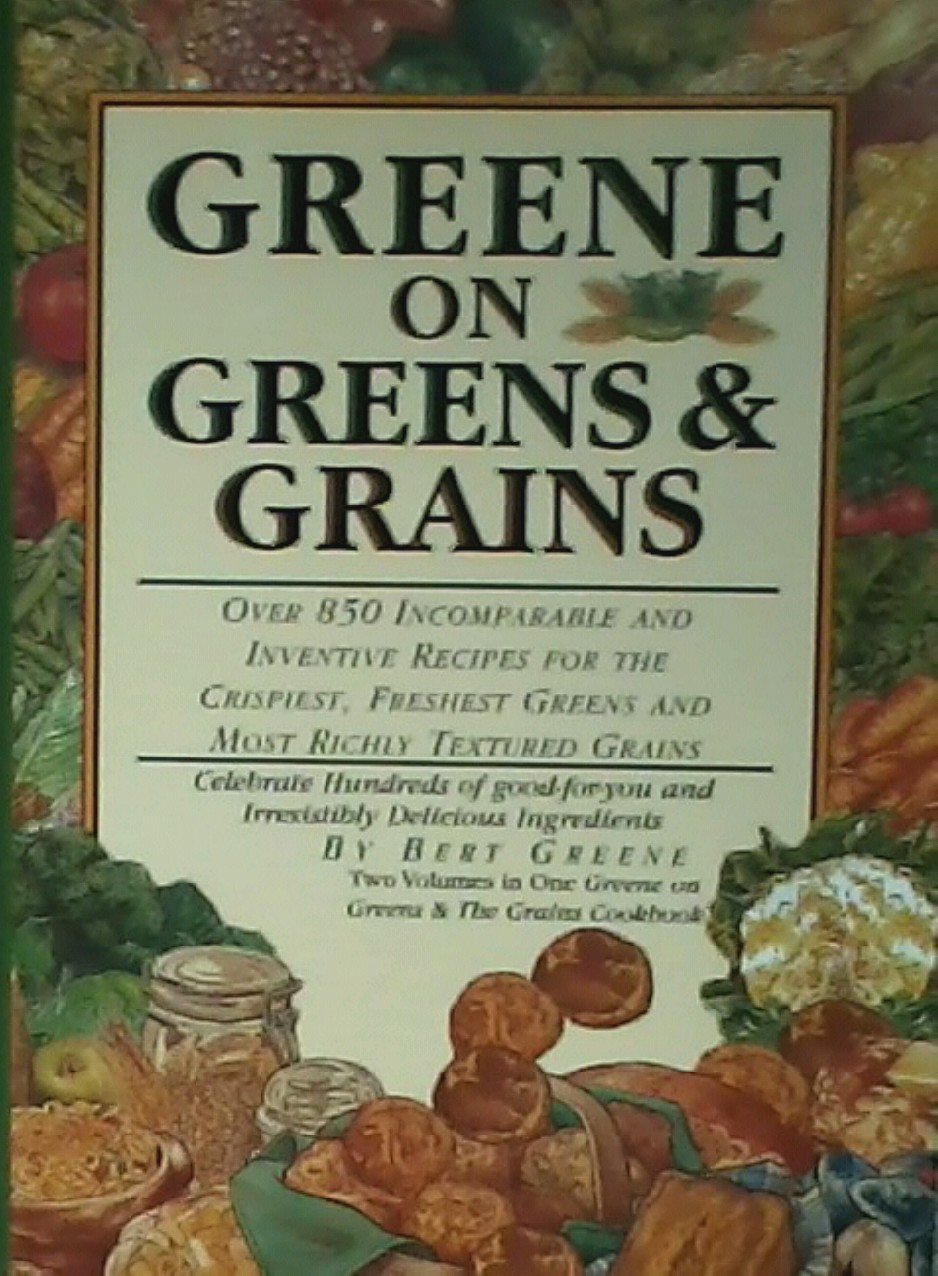 GREENE
ON
GREENS &
GRAINS
OVER 850 INCOMPARABLE AND
INVENTIVE RECIPES FOR THE
CRISPIEST, FRESHEST GREENS AND
MOST RICHLY TEXTURED GRAINS
Celebrate Hundreds of good-for-you and
Irresistibly Delicious Ingredients
BY BERT GREENE
Two Volumes in One Greene on
Greens & The Grains Cookbook